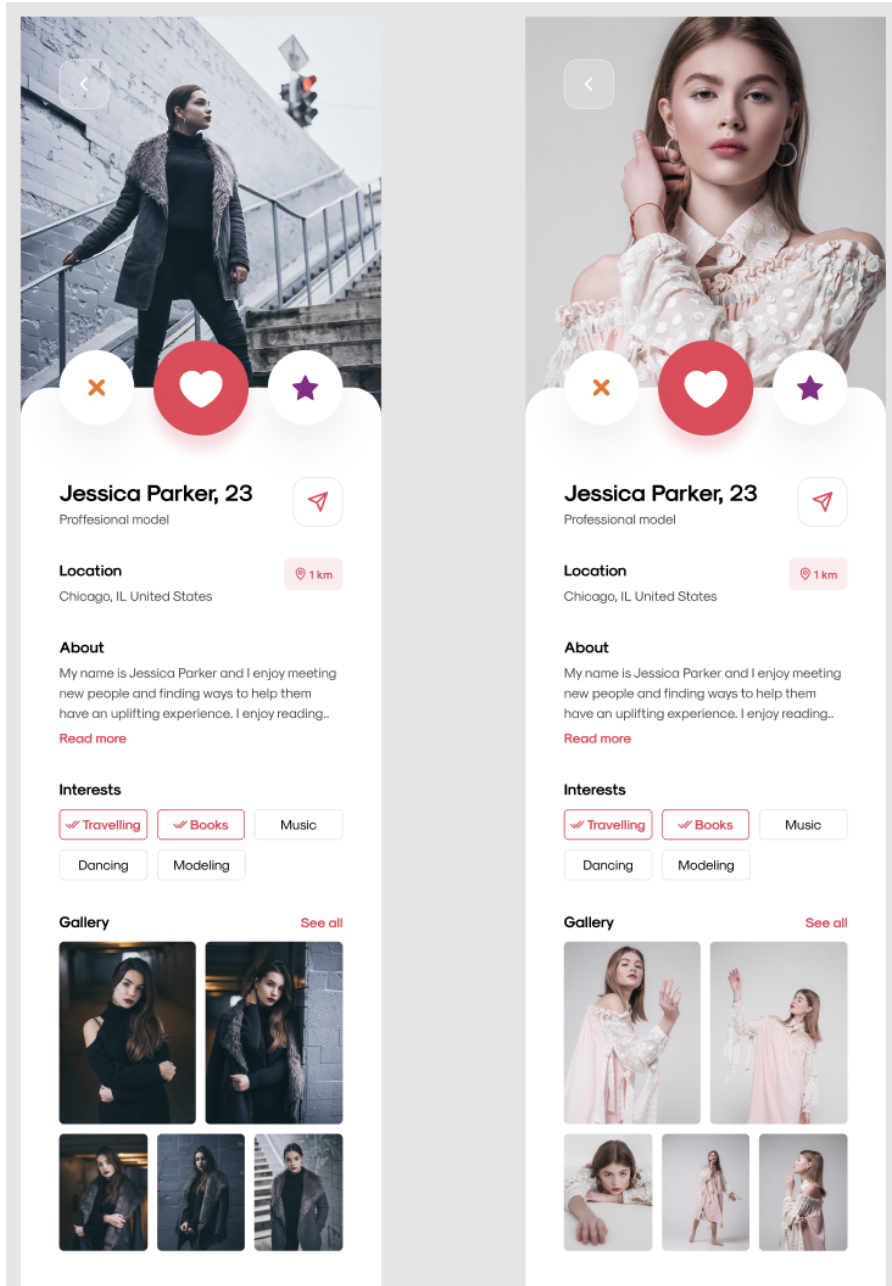 Jessica Parker, 23
Proffesional model
Location
1 km
Chicago, IL United States
About
My name is Jessica Parker and I enjoy meeting
new people and finding ways to help them
have an uplifting experience. I enjoy reading..
Read more
Interests
Travelling
Books
Music
Dancing
Modeling
Gallery
See all
Jessica Parker, 23
Professional model
Location
1 km
Chicago, IL United States
About
My name is Jessica Parker and I enjoy meeting
new people and finding ways to help them
have an uplifting experience. I enjoy reading..
Read more
Interests
Travelling
Books
Music
Dancing
Modeling
Gallery
See all